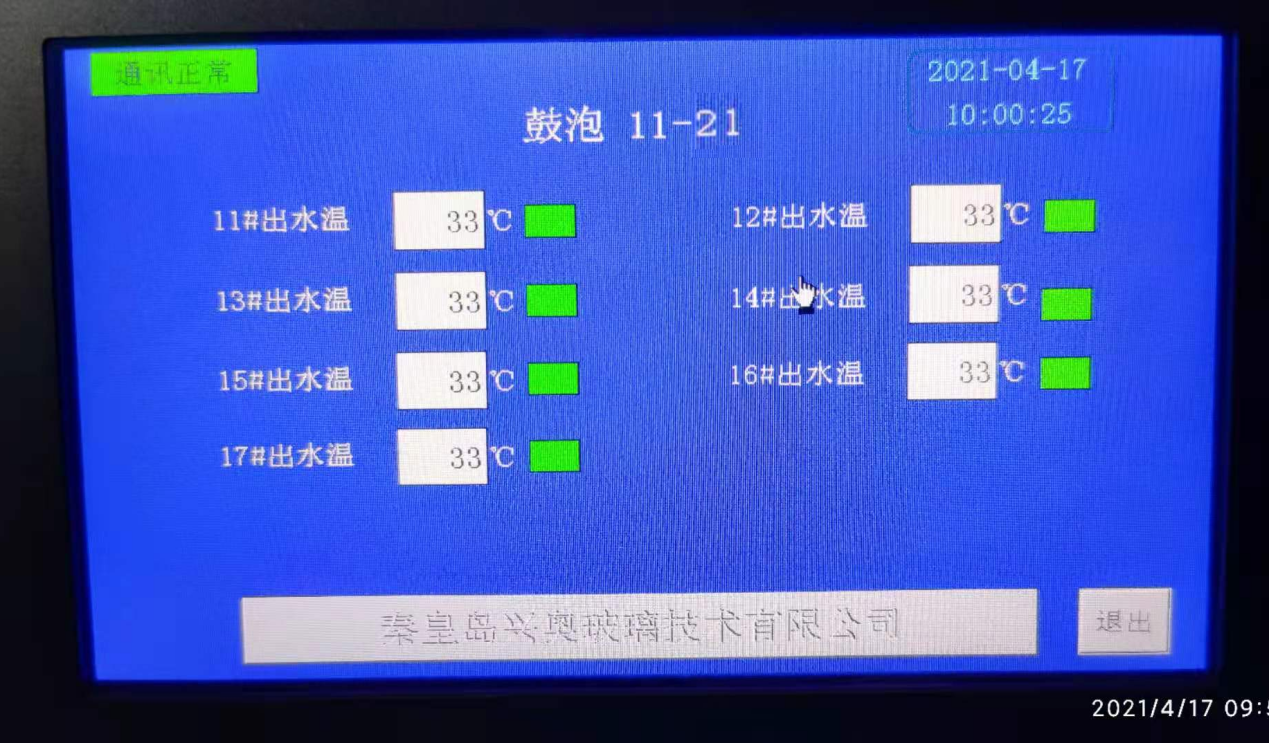 通讯正常
2021-04-17
10:00:25
鼓泡 11-21
11#出水温 33 ℃
12#出水温 33 ℃
13#出水温 33 ℃
14#出水温 33 ℃
15#出水温 33 ℃
16#出水温 33 ℃
17#出水温 33 ℃
秦皇岛兴奥玻璃技术有限公司
退出
2021/4/17 09: